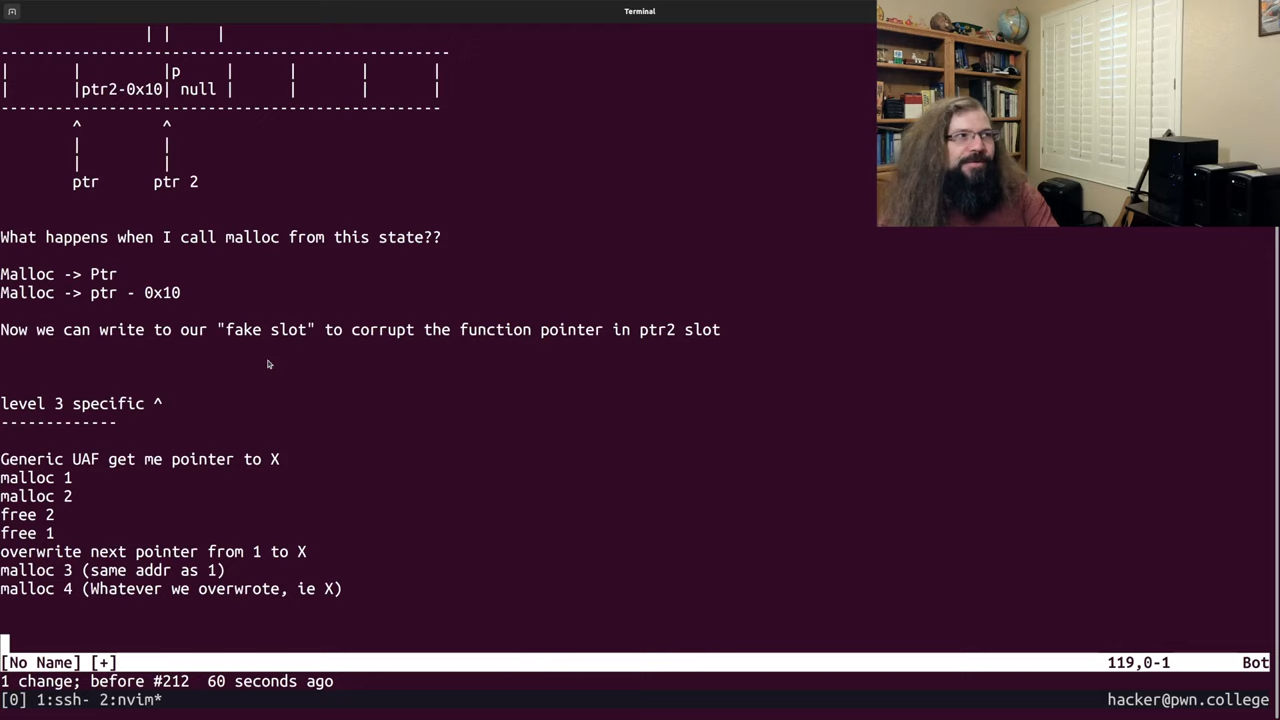 Terminal
| | |
--------------------------------------------------
| | |p | | | |
| |ptr2-0x10| null | | | |
-------------------------------------------------
^ ^
| |
| |
ptr ptr 2
What happens when I call malloc from this state??
Malloc -> Ptr
Malloc -> ptr - 0x10
Now we can write to our "fake slot" to corrupt the function pointer in ptr2 slot
level 3 specific ^
-------------
Generic UAF get me pointer to X
malloc 1
malloc 2
free 2
free 1
overwrite next pointer from 1 to X
malloc 3 (same addr as 1)
malloc 4 (Whatever we overwrote, ie X)
[No Name] [+] 119,0-1 Bot
1 change; before #212 60 seconds ago
[0] 1:ssh- 2:nvim* hacker@pwn.college